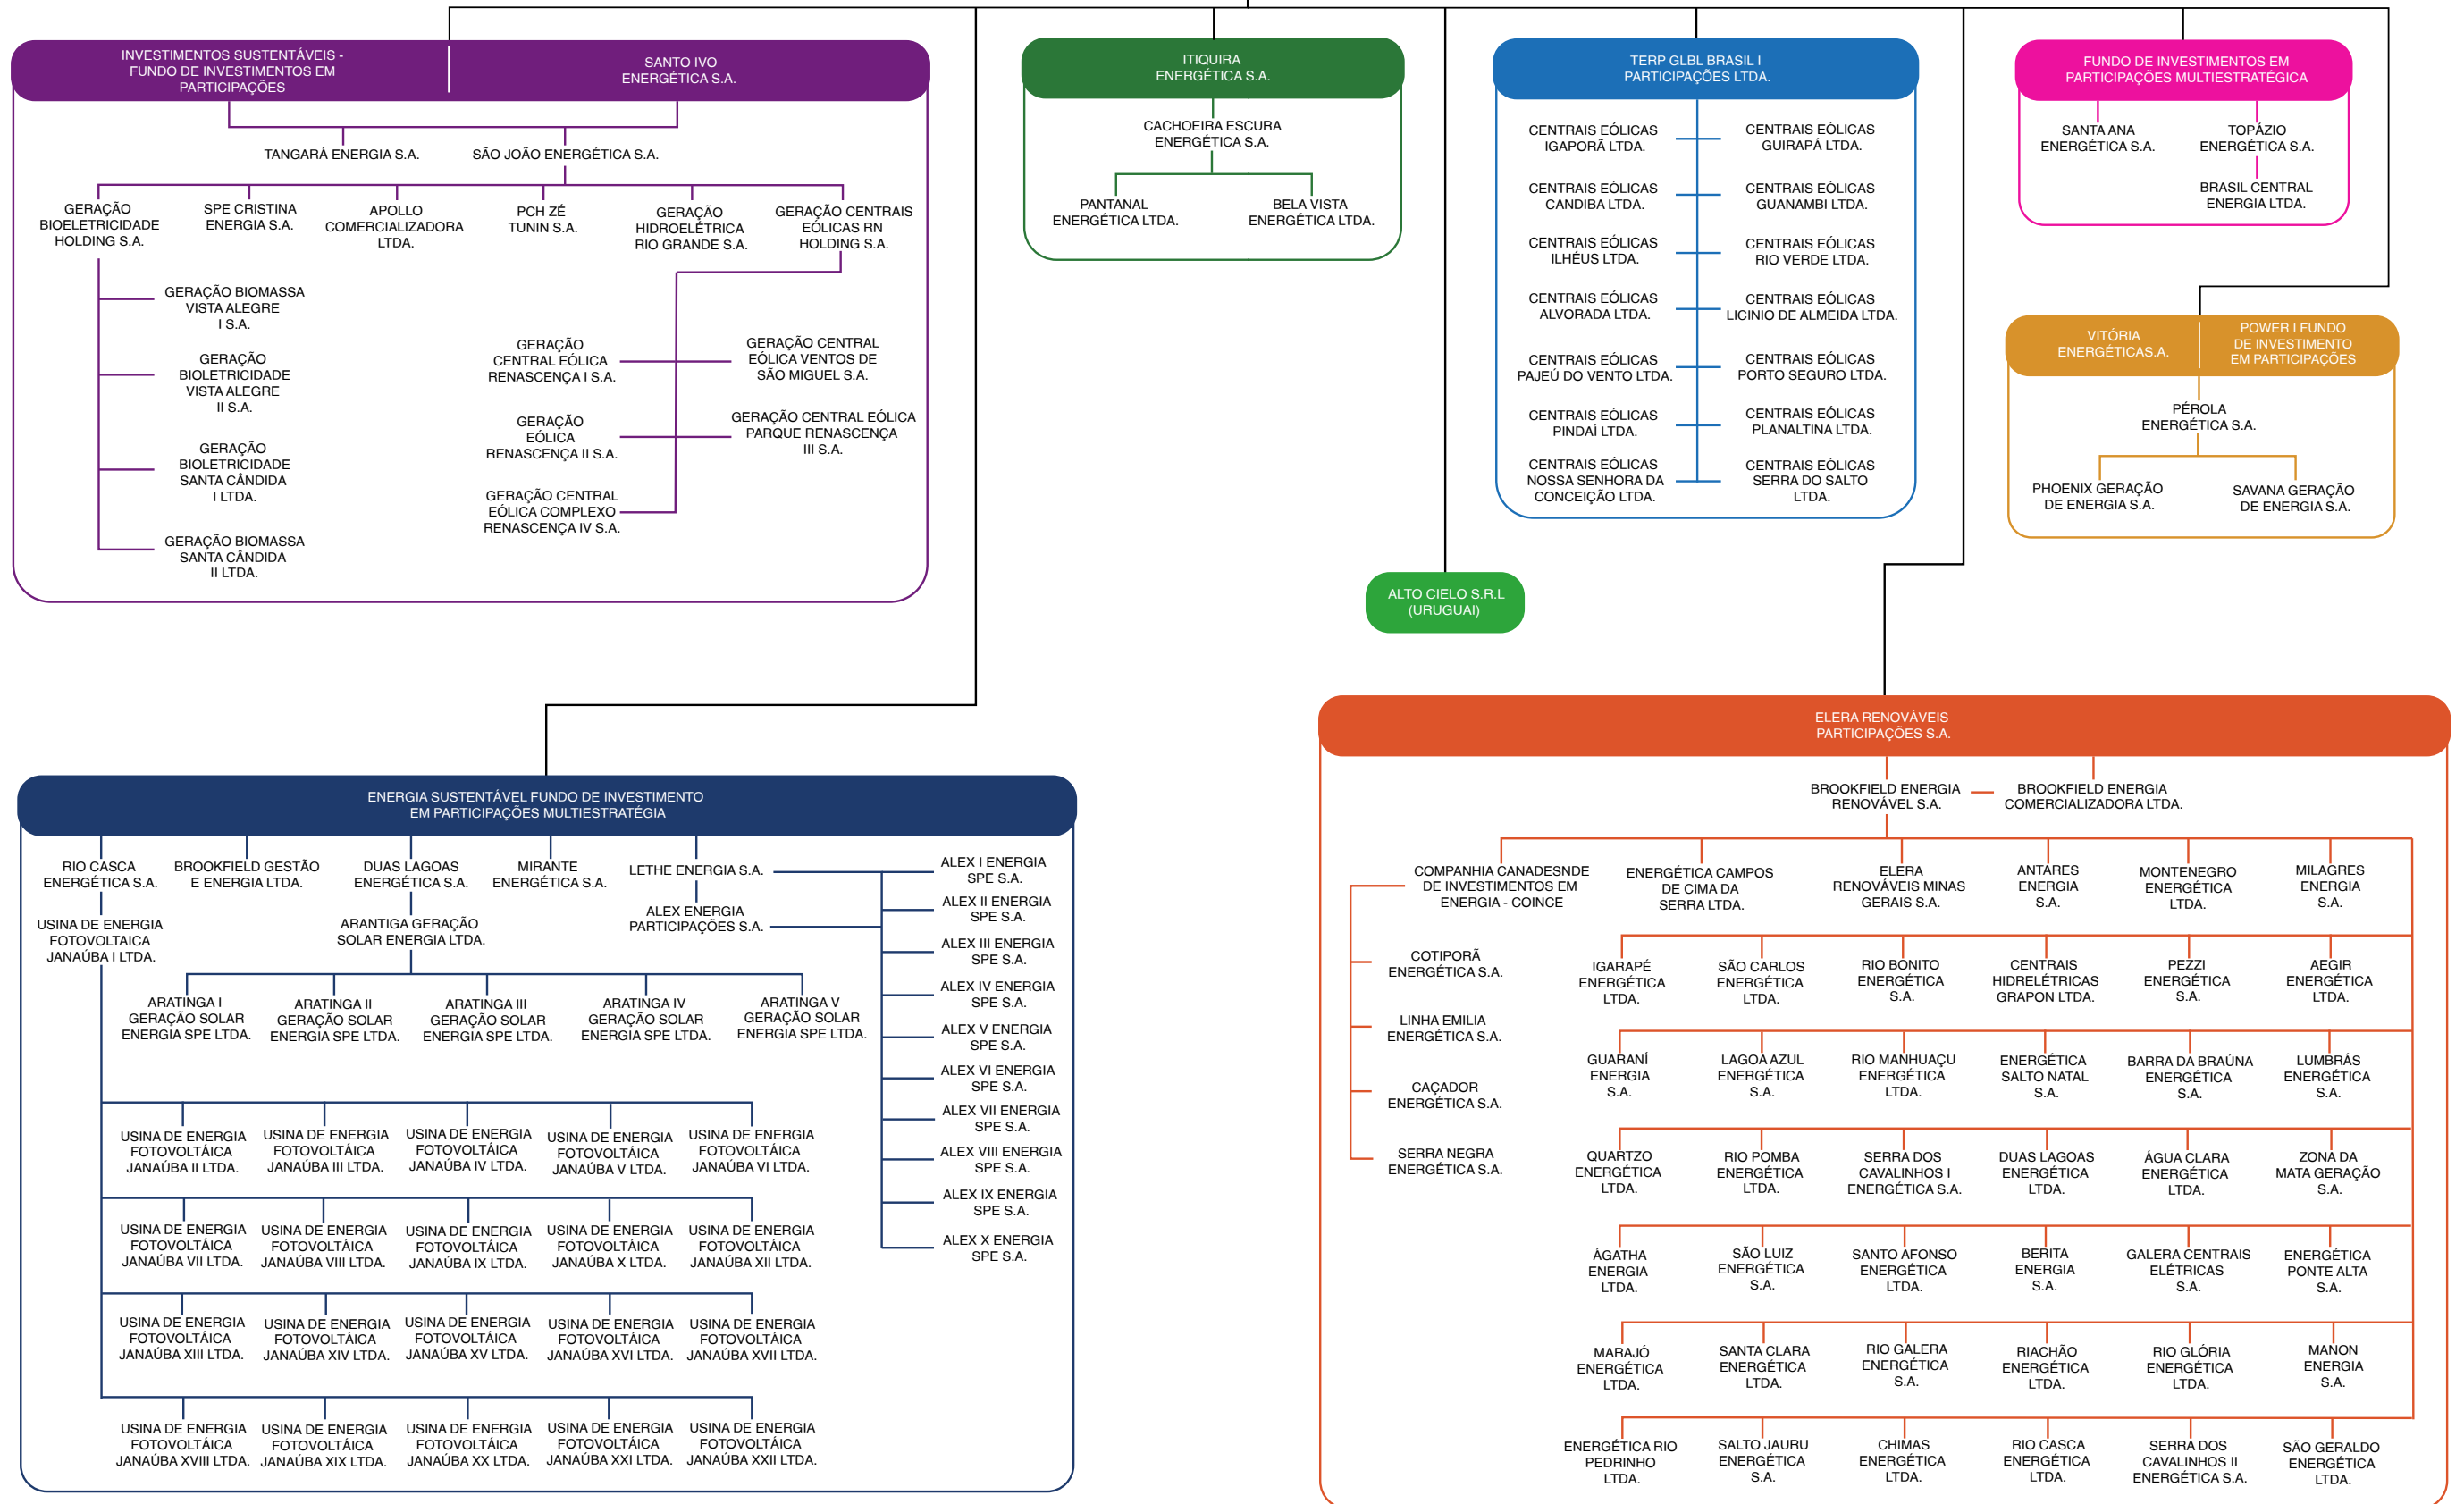 INVESTIMENTOS SUSTENTÁVEIS -
FUNDO DE INVESTIMENTOS EM
PARTICIPAÇÕES
SANTO IVO
ENERGÉTICA S.A.
TANGARÁ ENERGIA S.A.
SÃO JOÃO ENERGÉTICA S.A.
GERAÇÃO
BIOELETRICIDADE
HOLDING S.A.
SPE CRISTINA
ENERGIA S.A.
APOLLO
COMERCIALIZADORA
LTDA.
PCH ZÉ
TUNIN S.A.
GERAÇÃO
HIDROELÉTRICA
RIO GRANDE S.A.
GERAÇÃO CENTRAIS
EÓLICAS RN
HOLDING S.A.
GERAÇÃO BIOMASSA
VISTA ALEGRE
I S.A.
GERAÇÃO
BIOLETRICIDADE
VISTA ALEGRE
II S.A.
GERAÇÃO
BIOLETRICIDADE
SANTA CÂNDIDA
I LTDA.
GERAÇÃO BIOMASSA
SANTA CÂNDIDA
II LTDA.
GERAÇÃO
CENTRAL EÓLICA
RENASCENÇA I S.A.
GERAÇÃO CENTRAL
EÓLICA VENTOS DE
SÃO MIGUEL S.A.
GERAÇÃO
EÓLICA
RENASCENÇA II S.A.
GERAÇÃO CENTRAL EÓLICA
PARQUE RENASCENÇA
III S.A.
GERAÇÃO CENTRAL
EÓLICA COMPLEXO
RENASCENÇA IV S.A.
ITIQUIRA
ENERGÉTICA S.A.
CACHOEIRA ESCURA
ENERGÉTICA S.A.
PANTANAL
ENERGÉTICA LTDA.
BELA VISTA
ENERGÉTICA LTDA.
TERP GLBL BRASIL I
PARTICIPAÇÕES LTDA.
CENTRAIS EÓLICAS
IGAPORÃ LTDA.
CENTRAIS EÓLICAS
GUIRAPÁ LTDA.
CENTRAIS EÓLICAS
CANDIBA LTDA.
CENTRAIS EÓLICAS
GUANAMBI LTDA.
CENTRAIS EÓLICAS
ILHÉUS LTDA.
CENTRAIS EÓLICAS
RIO VERDE LTDA.
CENTRAIS EÓLICAS
ALVORADA LTDA.
CENTRAIS EÓLICAS
LICINIO DE ALMEIDA LTDA.
CENTRAIS EÓLICAS
PAJEÚ DO VENTO LTDA.
CENTRAIS EÓLICAS
PORTO SEGURO LTDA.
CENTRAIS EÓLICAS
PINDAÍ LTDA.
CENTRAIS EÓLICAS
PLANALTINA LTDA.
CENTRAIS EÓLICAS
NOSSA SENHORA DA
CONCEIÇÃO LTDA.
CENTRAIS EÓLICAS
SERRA DO SALTO
LTDA.
FUNDO DE INVESTIMENTOS EM
PARTICIPAÇÕES MULTIESTRATÉGICA
SANTA ANA
ENERGÉTICA S.A.
TOPÁZIO
ENERGÉTICA S.A.
BRASIL CENTRAL
ENERGIA LTDA.
VITÓRIA
ENERGÉTICAS.A.
POWER I FUNDO
DE INVESTIMENTO
EM PARTICIPAÇÕES
PÉROLA
ENERGÉTICA S.A.
PHOENIX GERAÇÃO
DE ENERGIA S.A.
SAVANA GERAÇÃO
DE ENERGIA S.A.
ALTO CIELO S.R.L
(URUGUAI)
ENERGIA SUSTENTÁVEL FUNDO DE INVESTIMENTO
EM PARTICIPAÇÕES MULTIESTRATÉGIA
RIO CASCA
ENERGÉTICA S.A.
BROOKFIELD GESTÃO
E ENERGIA LTDA.
DUAS LAGOAS
ENERGÉTICA S.A.
MIRANTE
ENERGÉTICA S.A.
LETHE ENERGIA S.A.
USINA DE ENERGIA
FOTOVOLTAICA
JANAÚBA I LTDA.
ARANTIGA GERAÇÃO
SOLAR ENERGIA LTDA.
ALEX ENERGIA
PARTICIPAÇÕES S.A.
ARATINGA I
GERAÇÃO SOLAR
ENERGIA SPE LTDA.
ARATINGA II
GERAÇÃO SOLAR
ENERGIA SPE LTDA.
ARATINGA III
GERAÇÃO SOLAR
ENERGIA SPE LTDA.
ARATINGA IV
GERAÇÃO SOLAR
ENERGIA SPE LTDA.
ARATINGA V
GERAÇÃO SOLAR
ENERGIA SPE LTDA.
ALEX I ENERGIA
SPE S.A.
ALEX II ENERGIA
SPE S.A.
ALEX III ENERGIA
SPE S.A.
ALEX IV ENERGIA
SPE S.A.
ALEX V ENERGIA
SPE S.A.
ALEX VI ENERGIA
SPE S.A.
ALEX VII ENERGIA
SPE S.A.
ALEX VIII ENERGIA
SPE S.A.
ALEX IX ENERGIA
SPE S.A.
ALEX X ENERGIA
SPE S.A.
USINA DE ENERGIA
FOTOVOLTÁICA
JANAÚBA II LTDA.
USINA DE ENERGIA
FOTOVOLTÁICA
JANAÚBA III LTDA.
USINA DE ENERGIA
FOTOVOLTÁICA
JANAÚBA IV LTDA.
USINA DE ENERGIA
FOTOVOLTÁICA
JANAÚBA V LTDA.
USINA DE ENERGIA
FOTOVOLTÁICA
JANAÚBA VI LTDA.
USINA DE ENERGIA
FOTOVOLTÁICA
JANAÚBA VII LTDA.
USINA DE ENERGIA
FOTOVOLTÁICA
JANAÚBA VIII LTDA.
USINA DE ENERGIA
FOTOVOLTÁICA
JANAÚBA IX LTDA.
USINA DE ENERGIA
FOTOVOLTÁICA
JANAÚBA X LTDA.
USINA DE ENERGIA
FOTOVOLTÁICA
JANAÚBA XII LTDA.
USINA DE ENERGIA
FOTOVOLTÁICA
JANAÚBA XIII LTDA.
USINA DE ENERGIA
FOTOVOLTÁICA
JANAÚBA XIV LTDA.
USINA DE ENERGIA
FOTOVOLTÁICA
JANAÚBA XV LTDA.
USINA DE ENERGIA
FOTOVOLTÁICA
JANAÚBA XVI LTDA.
USINA DE ENERGIA
FOTOVOLTÁICA
JANAÚBA XVII LTDA.
USINA DE ENERGIA
FOTOVOLTÁICA
JANAÚBA XVIII LTDA.
USINA DE ENERGIA
FOTOVOLTÁICA
JANAÚBA XIX LTDA.
USINA DE ENERGIA
FOTOVOLTÁICA
JANAÚBA XX LTDA.
USINA DE ENERGIA
FOTOVOLTÁICA
JANAÚBA XXI LTDA.
USINA DE ENERGIA
FOTOVOLTÁICA
JANAÚBA XXII LTDA.
ELERA RENOVÁVEIS
PARTICIPAÇÕES S.A.
BROOKFIELD ENERGIA
RENOVÁVEL S.A.
BROOKFIELD ENERGIA
COMERCIALIZADORA LTDA.
COMPANHIA CANADESNDE
DE INVESTIMENTOS EM
ENERGIA - COINCE
ENERGÉTICA CAMPOS
DE CIMA DA
SERRA LTDA.
ELERA
RENOVÁVEIS MINAS
GERAIS S.A.
ANTARES
ENERGIA
S.A.
MONTENEGRO
ENERGÉTICA
LTDA.
MILAGRES
ENERGIA
S.A.
COTIPORÃ
ENERGÉTICA S.A.
LINHA EMILIA
ENERGÉTICA S.A.
CAÇADOR
ENERGÉTICA S.A.
SERRA NEGRA
ENERGÉTICA S.A.
IGARAPÉ
ENERGÉTICA
LTDA.
SÃO CARLOS
ENERGÉTICA
LTDA.
RIO BONITO
ENERGÉTICA
S.A.
CENTRAIS
HIDRELÉTRICAS
GRAPON LTDA.
PEZZI
ENERGÉTICA
S.A.
AEGIR
ENERGÉTICA
LTDA.
GUARANÍ
ENERGIA
S.A.
LAGOA AZUL
ENERGÉTICA
S.A.
RIO MANHUAÇU
ENERGÉTICA
LTDA.
ENERGÉTICA
SALTO NATAL
S.A.
BARRA DA BRAÚNA
ENERGÉTICA
S.A.
LUMBRÁS
ENERGÉTICA
S.A.
QUARTZO
ENERGÉTICA
LTDA.
RIO POMBA
ENERGÉTICA
LTDA.
SERRA DOS
CAVALINHOS I
ENERGÉTICA S.A.
DUAS LAGOAS
ENERGÉTICA
LTDA.
ÁGUA CLARA
ENERGÉTICA
LTDA.
ZONA DA
MATA GERAÇÃO
S.A.
ÁGATHA
ENERGIA
LTDA.
SÃO LUIZ
ENERGÉTICA
S.A.
SANTO AFONSO
ENERGÉTICA
LTDA.
BERITA
ENERGIA
S.A.
GALERA CENTRAIS
ELÉTRICAS
S.A.
ENERGÉTICA
PONTE ALTA
S.A.
MARAJÓ
ENERGÉTICA
LTDA.
SANTA CLARA
ENERGÉTICA
LTDA.
RIO GALERA
ENERGÉTICA
S.A.
RIACHÃO
ENERGÉTICA
LTDA.
RIO GLÓRIA
ENERGÉTICA
LTDA.
MANON
ENERGIA
S.A.
ENERGÉTICA RIO
PEDRINHO
LTDA.
SALTO JAURU
ENERGÉTICA
S.A.
CHIMAS
ENERGÉTICA
LTDA.
RIO CASCA
ENERGÉTICA
LTDA.
SERRA DOS
CAVALINHOS II
ENERGÉTICA S.A.
SÃO GERALDO
ENERGÉTICA
LTDA.